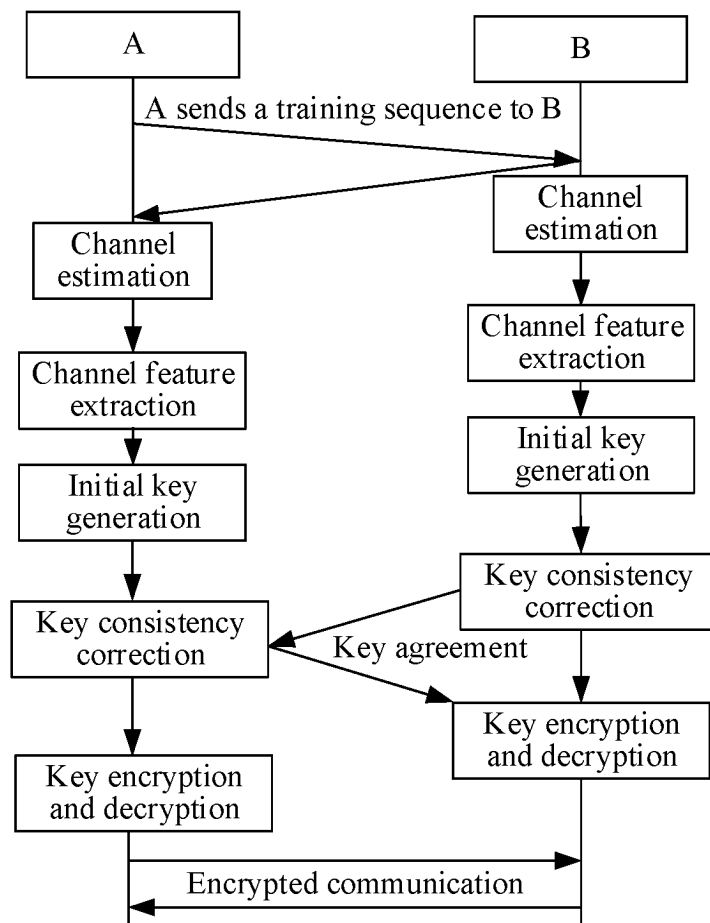 A
B
A sends a training sequence to B
Channel
estimation
Channel
estimation
Channel feature
extraction
Channel feature
extraction
Initial key
generation
Initial key
generation
Key consistency
correction
Key consistency
correction
Key agreement
Key encryption
and decryption
Key encryption
and decryption
Encrypted communication